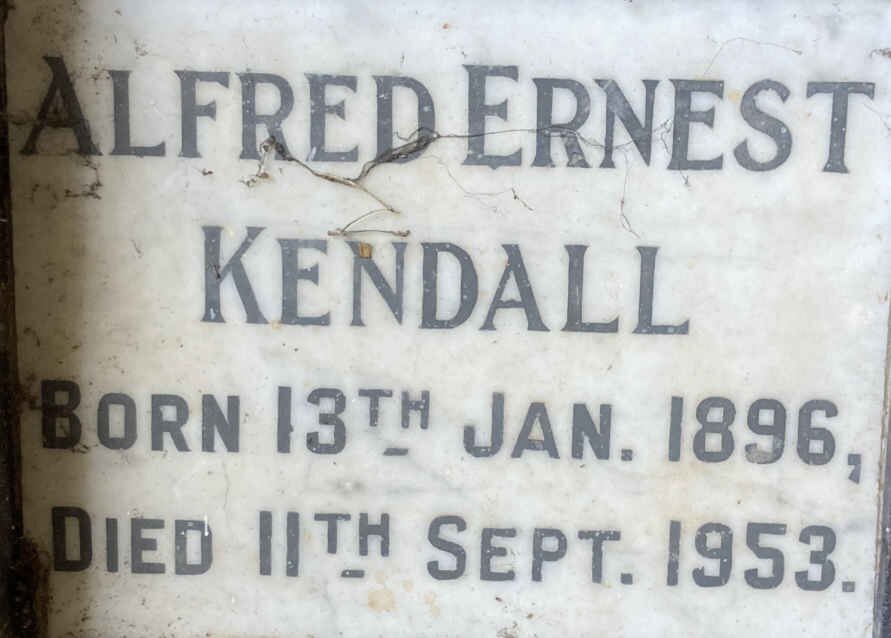 ALFRED ERNEST
KENDALL
BORN 13TH JAN. 1896,
DIED 11TH SEPT. 1953.